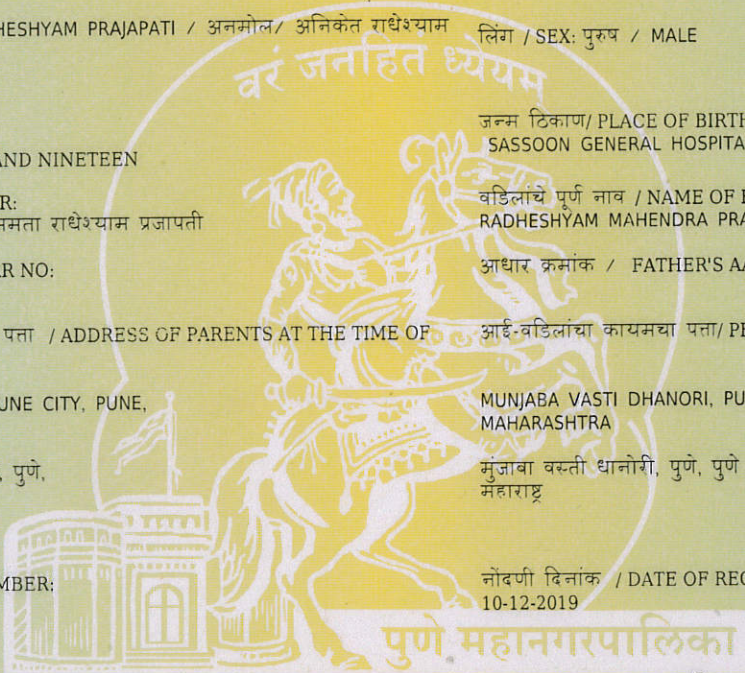 HESHYAM PRAJAPATI / अनमोल/ अनिकेत राधेश्याम
लिंग / SEX: पुरुष / MALE
वरं जनहित ध्येयम्
जन्म ठिकाण/ PLACE OF BIRTH
SASSOON GENERAL HOSPITA
AND NINETEEN
R:
ममता राधेश्याम प्रजापती
वडिलांचे पूर्ण नाव / NAME OF F
RADHESHYAM MAHENDRA PRA
R NO:
आधार क्रमांक / FATHER'S AA
पत्ता / ADDRESS OF PARENTS AT THE TIME OF
आई-वडिलांचा कायमचा पत्ता/ PE
UNE CITY, PUNE,
MUNJABA VASTI DHANORI, PU
MAHARASHTRA
, पुणे,
मुंजाबा वस्ती धानोरी, पुणे, पुणे
महाराष्ट्र
MBER:
नोंदणी दिनांक / DATE OF REG
10-12-2019
पुणे महानगरपालिका